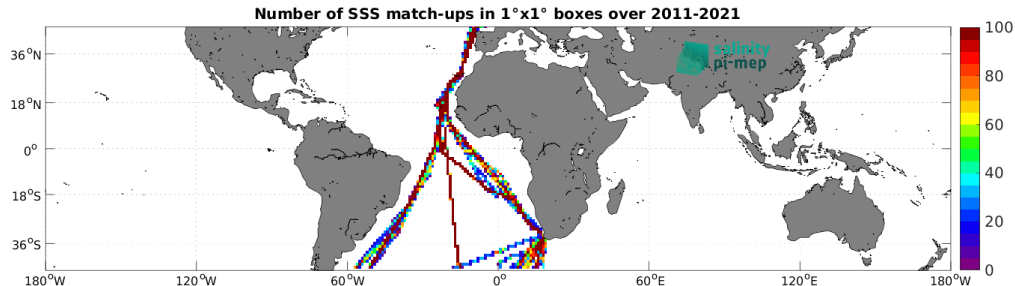 Number of SSS match-ups in 1°x1° boxes over 2011-2021
100
80
60
40
20
0
36°N
18°N
0°
18°S
36°S
salinity
pi-mep
180°W
120°W
60°W
0°
60°E
120°E
180°W